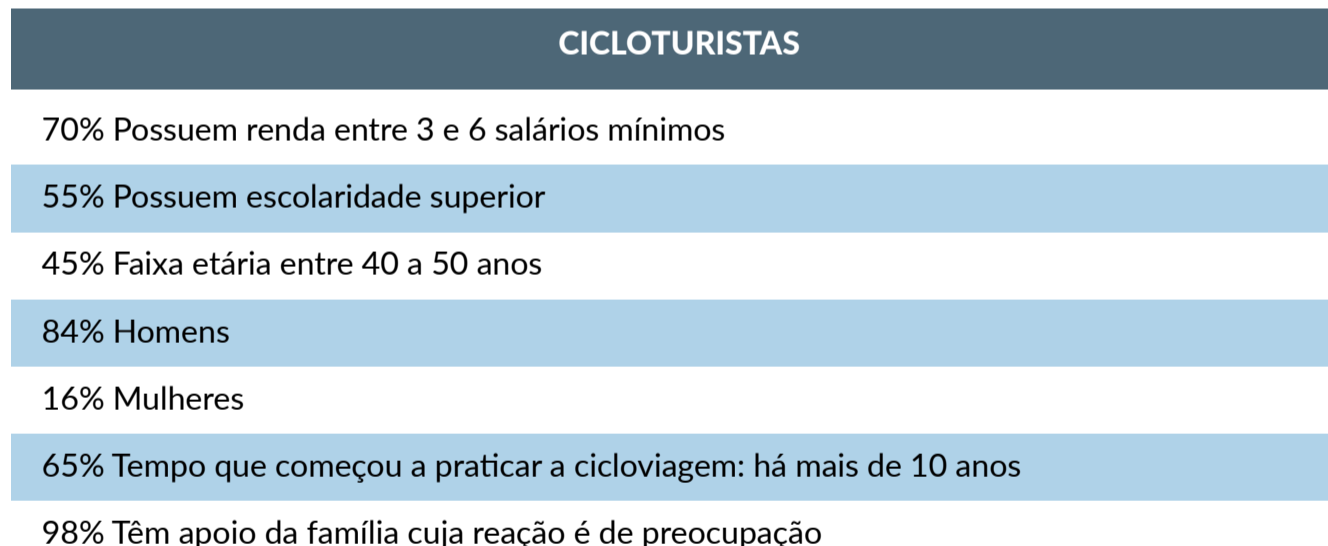 CICLOTURISTAS
70% Possuem renda entre 3 e 6 salários mínimos
55% Possuem escolaridade superior
45% Faixa etária entre 40 a 50 anos
84% Homens
16% Mulheres
65% Tempo que começou a praticar a cicloviagem: há mais de 10 anos
98% Têm apoio da família cuja reação é de preocupação